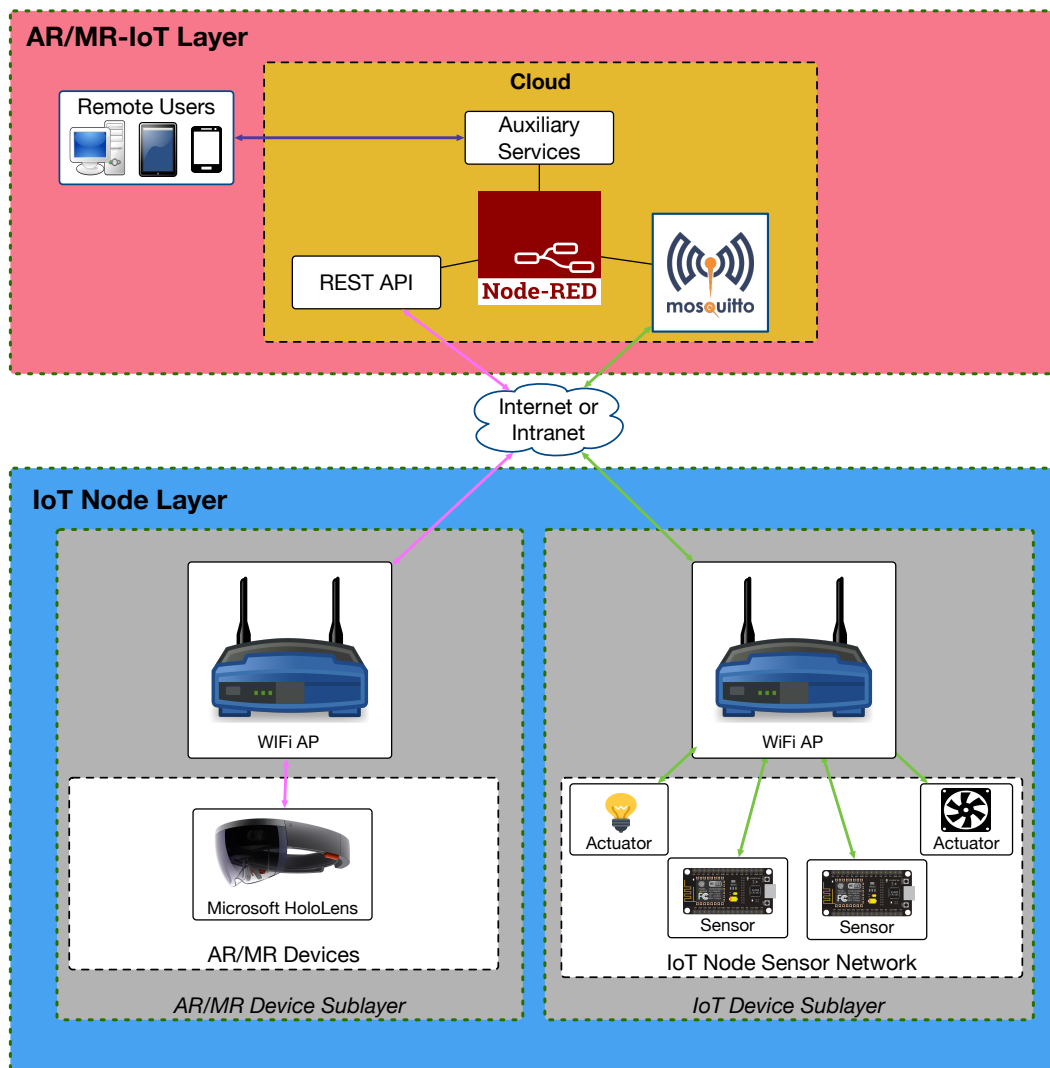 AR/MR-IoT Layer
Cloud
Remote Users
Auxiliary
Services
REST API
Node-RED
mosquitto
Internet or
Intranet
IoT Node Layer
WIFi AP
WiFi AP
Microsoft HoloLens
AR/MR Devices
AR/MR Device Sublayer
Actuator
Actuator
Sensor
Sensor
IoT Node Sensor Network
IoT Device Sublayer